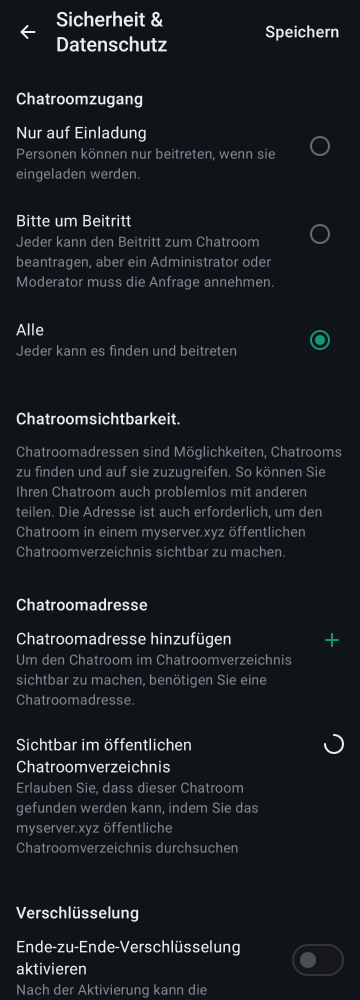 Sicherheit &
Datenschutz
Speichern
Chatroomzugang
Nur auf Einladung
Personen können nur beitreten, wenn sie
eingeladen werden.
Bitte um Beitritt
Jeder kann den Beitritt zum Chatroom
beantragen, aber ein Administrator oder
Moderator muss die Anfrage annehmen.
Alle
Jeder kann es finden und beitreten
Chatroomsichtbarkeit.
Chatroomadressen sind Möglichkeiten, Chatrooms
zu finden und auf sie zuzugreifen. So können Sie
Ihren Chatroom auch problemlos mit anderen
teilen. Die Adresse ist auch erforderlich, um den
Chatroom in einem myserver.xyz öffentlichen
Chatroomverzeichnis sichtbar zu machen.
Chatroomadresse
Chatroomadresse hinzufügen
Um den Chatroom im Chatroomverzeichnis
sichtbar zu machen, benötigen Sie eine
Chatroomadresse.
Sichtbar im öffentlichen
Chatroomverzeichnis
Erlauben Sie, dass dieser Chatroom
gefunden werden kann, indem Sie das
myserver.xyz öffentliche
Chatroomverzeichnis durchsuchen
Verschlüsselung
Ende-zu-Ende-Verschlüsselung
aktivieren
Nach der Aktivierung kann die